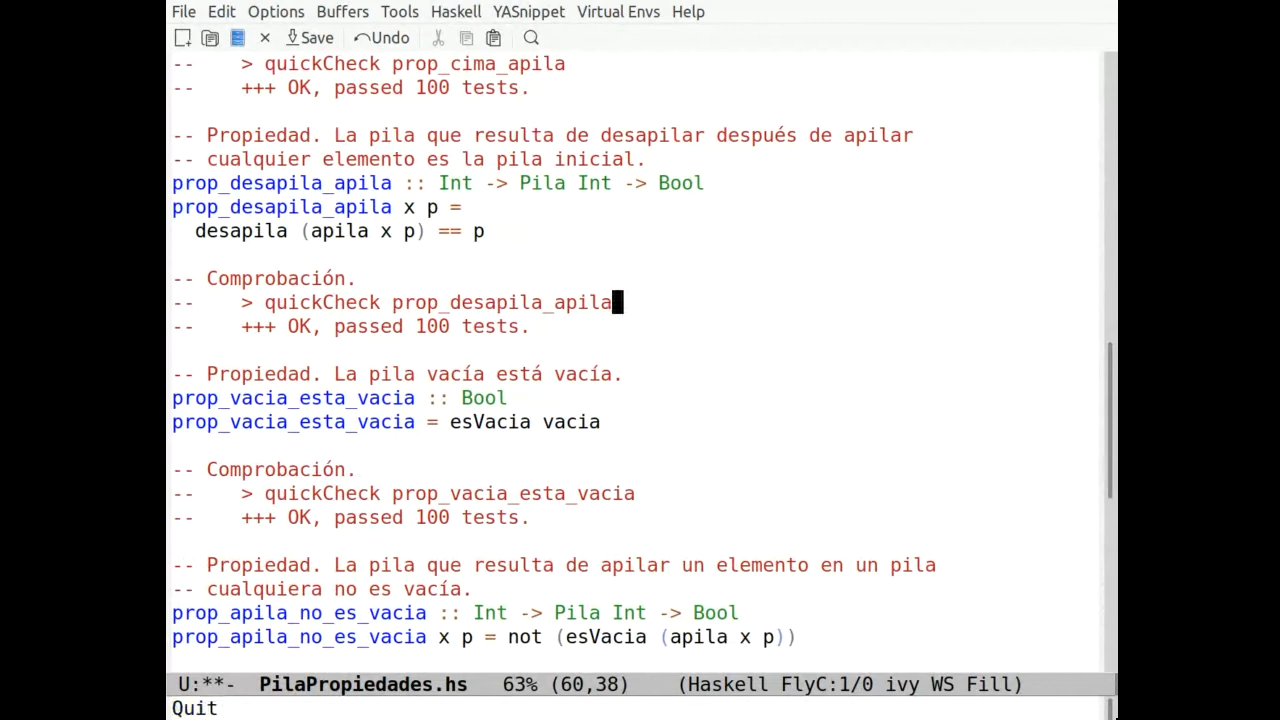 File Edit Options Buffers Tools Haskell YASnippet Virtual Envs Help
Save Undo
--    > quickCheck prop_cima_apila
--    +++ OK, passed 100 tests.
-- Propiedad. La pila que resulta de desapilar después de apilar
-- cualquier elemento es la pila inicial.
prop_desapila_apila :: Int -> Pila Int -> Bool
prop_desapila_apila x p =
  desapila (apila x p) == p
-- Comprobación.
--    > quickCheck prop_desapila_apila
--    +++ OK, passed 100 tests.
-- Propiedad. La pila vacía está vacía.
prop_vacia_esta_vacia :: Bool
prop_vacia_esta_vacia = esVacia vacia
-- Comprobación.
--    > quickCheck prop_vacia_esta_vacia
--    +++ OK, passed 100 tests.
-- Propiedad. La pila que resulta de apilar un elemento en un pila
-- cualquiera no es vacía.
prop_apila_no_es_vacia :: Int -> Pila Int -> Bool
prop_apila_no_es_vacia x p = not (esVacia (apila x p))
U:**-  PilaPropiedades.hs   63% (60,38)    (Haskell FlyC:1/0 ivy WS Fill)
Quit